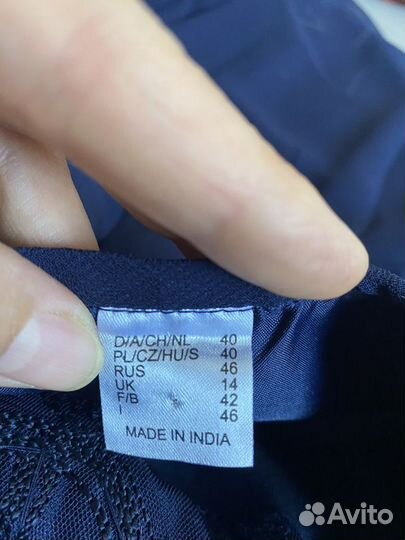 D/A/CH/NL 40
PL/CZ/HU/S 40
RUS 46
UK 14
F/B 42
I 46
MADE IN INDIA
Avito